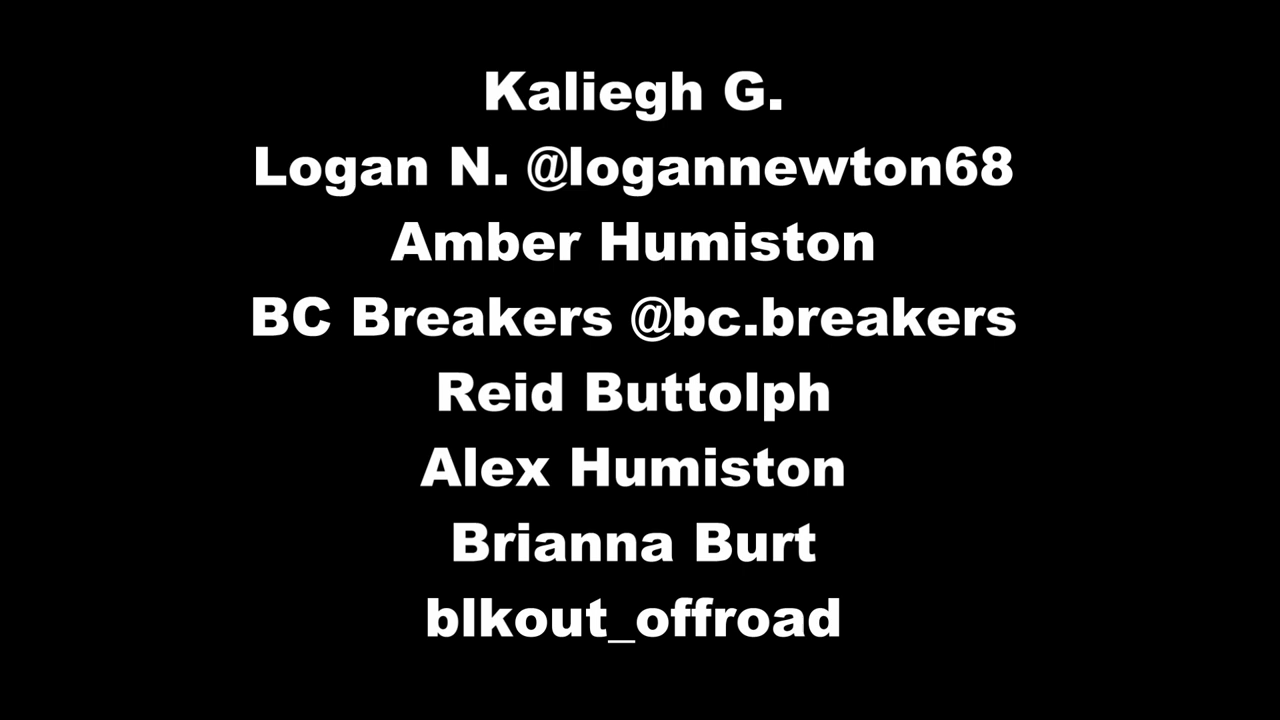 Kaliegh G.
Logan N. @logannewton68
Amber Humiston
BC Breakers @bc.breakers
Reid Buttolph
Alex Humiston
Brianna Burt
blkout_offroad